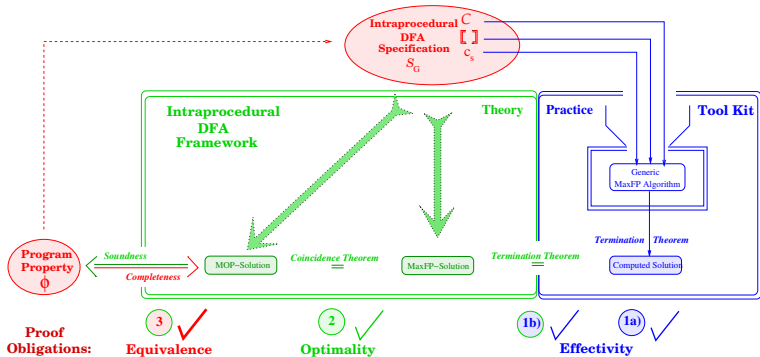 Intraprocedural C
DFA [[ ]]
Specification c_s
S_G
Intraprocedural
DFA
Framework
Theory
Practice
Tool Kit
Generic
MaxFP Algorithm
Termination Theorem
Program
Property
ϕ
Soundness
Completeness
MOP-Solution
Coincidence Theorem
=
MaxFP-Solution
Termination Theorem
=
Computed Solution
Proof
Obligations:
3
Equivalence
2
Optimality
1b)
1a)
Effectivity